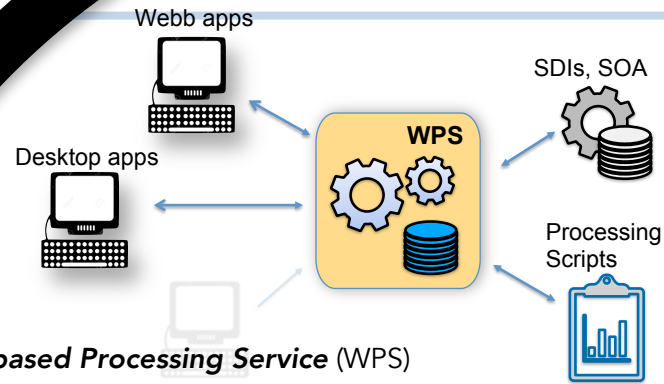 Webb apps
SDIs, SOA
WPS
Desktop apps
Processing
Scripts
based Processing Service (WPS)